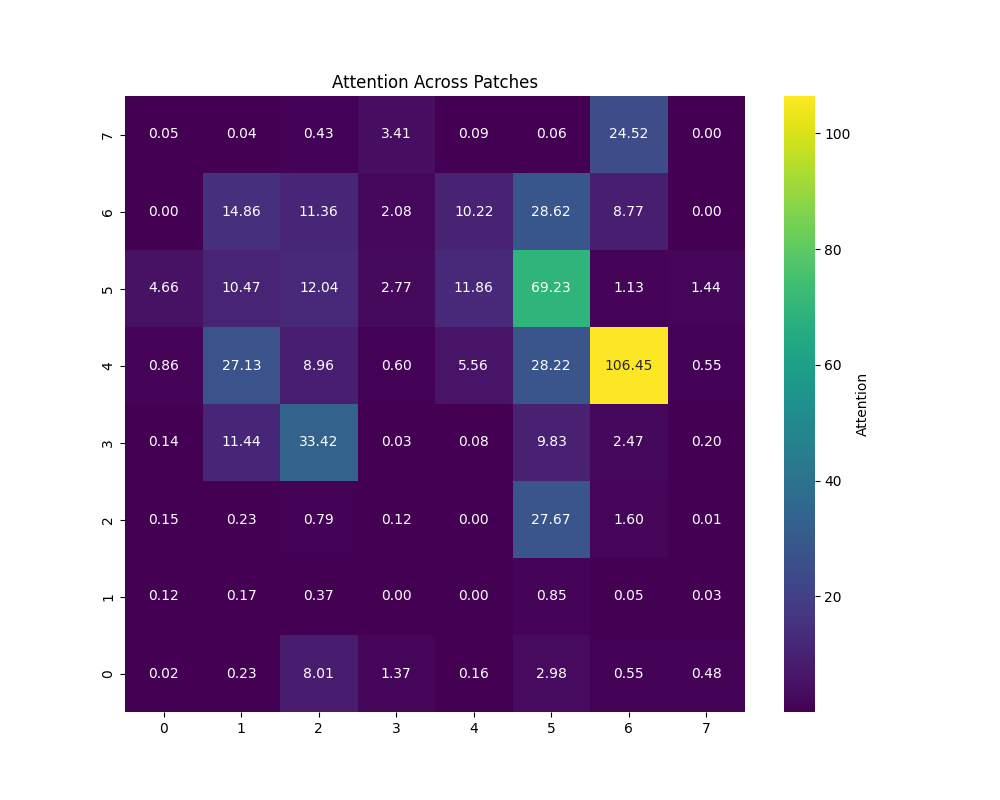 Attention Across Patches
7 0.05 0.04 0.43 3.41 0.09 0.06 24.52 0.00
6 0.00 14.86 11.36 2.08 10.22 28.62 8.77 0.00
5 4.66 10.47 12.04 2.77 11.86 69.23 1.13 1.44
4 0.86 27.13 8.96 0.60 5.56 28.22 106.45 0.55
3 0.14 11.44 33.42 0.03 0.08 9.83 2.47 0.20
2 0.15 0.23 0.79 0.12 0.00 27.67 1.60 0.01
1 0.12 0.17 0.37 0.00 0.00 0.85 0.05 0.03
0 0.02 0.23 8.01 1.37 0.16 2.98 0.55 0.48
0 1 2 3 4 5 6 7
100
80
60
40
20
Attention